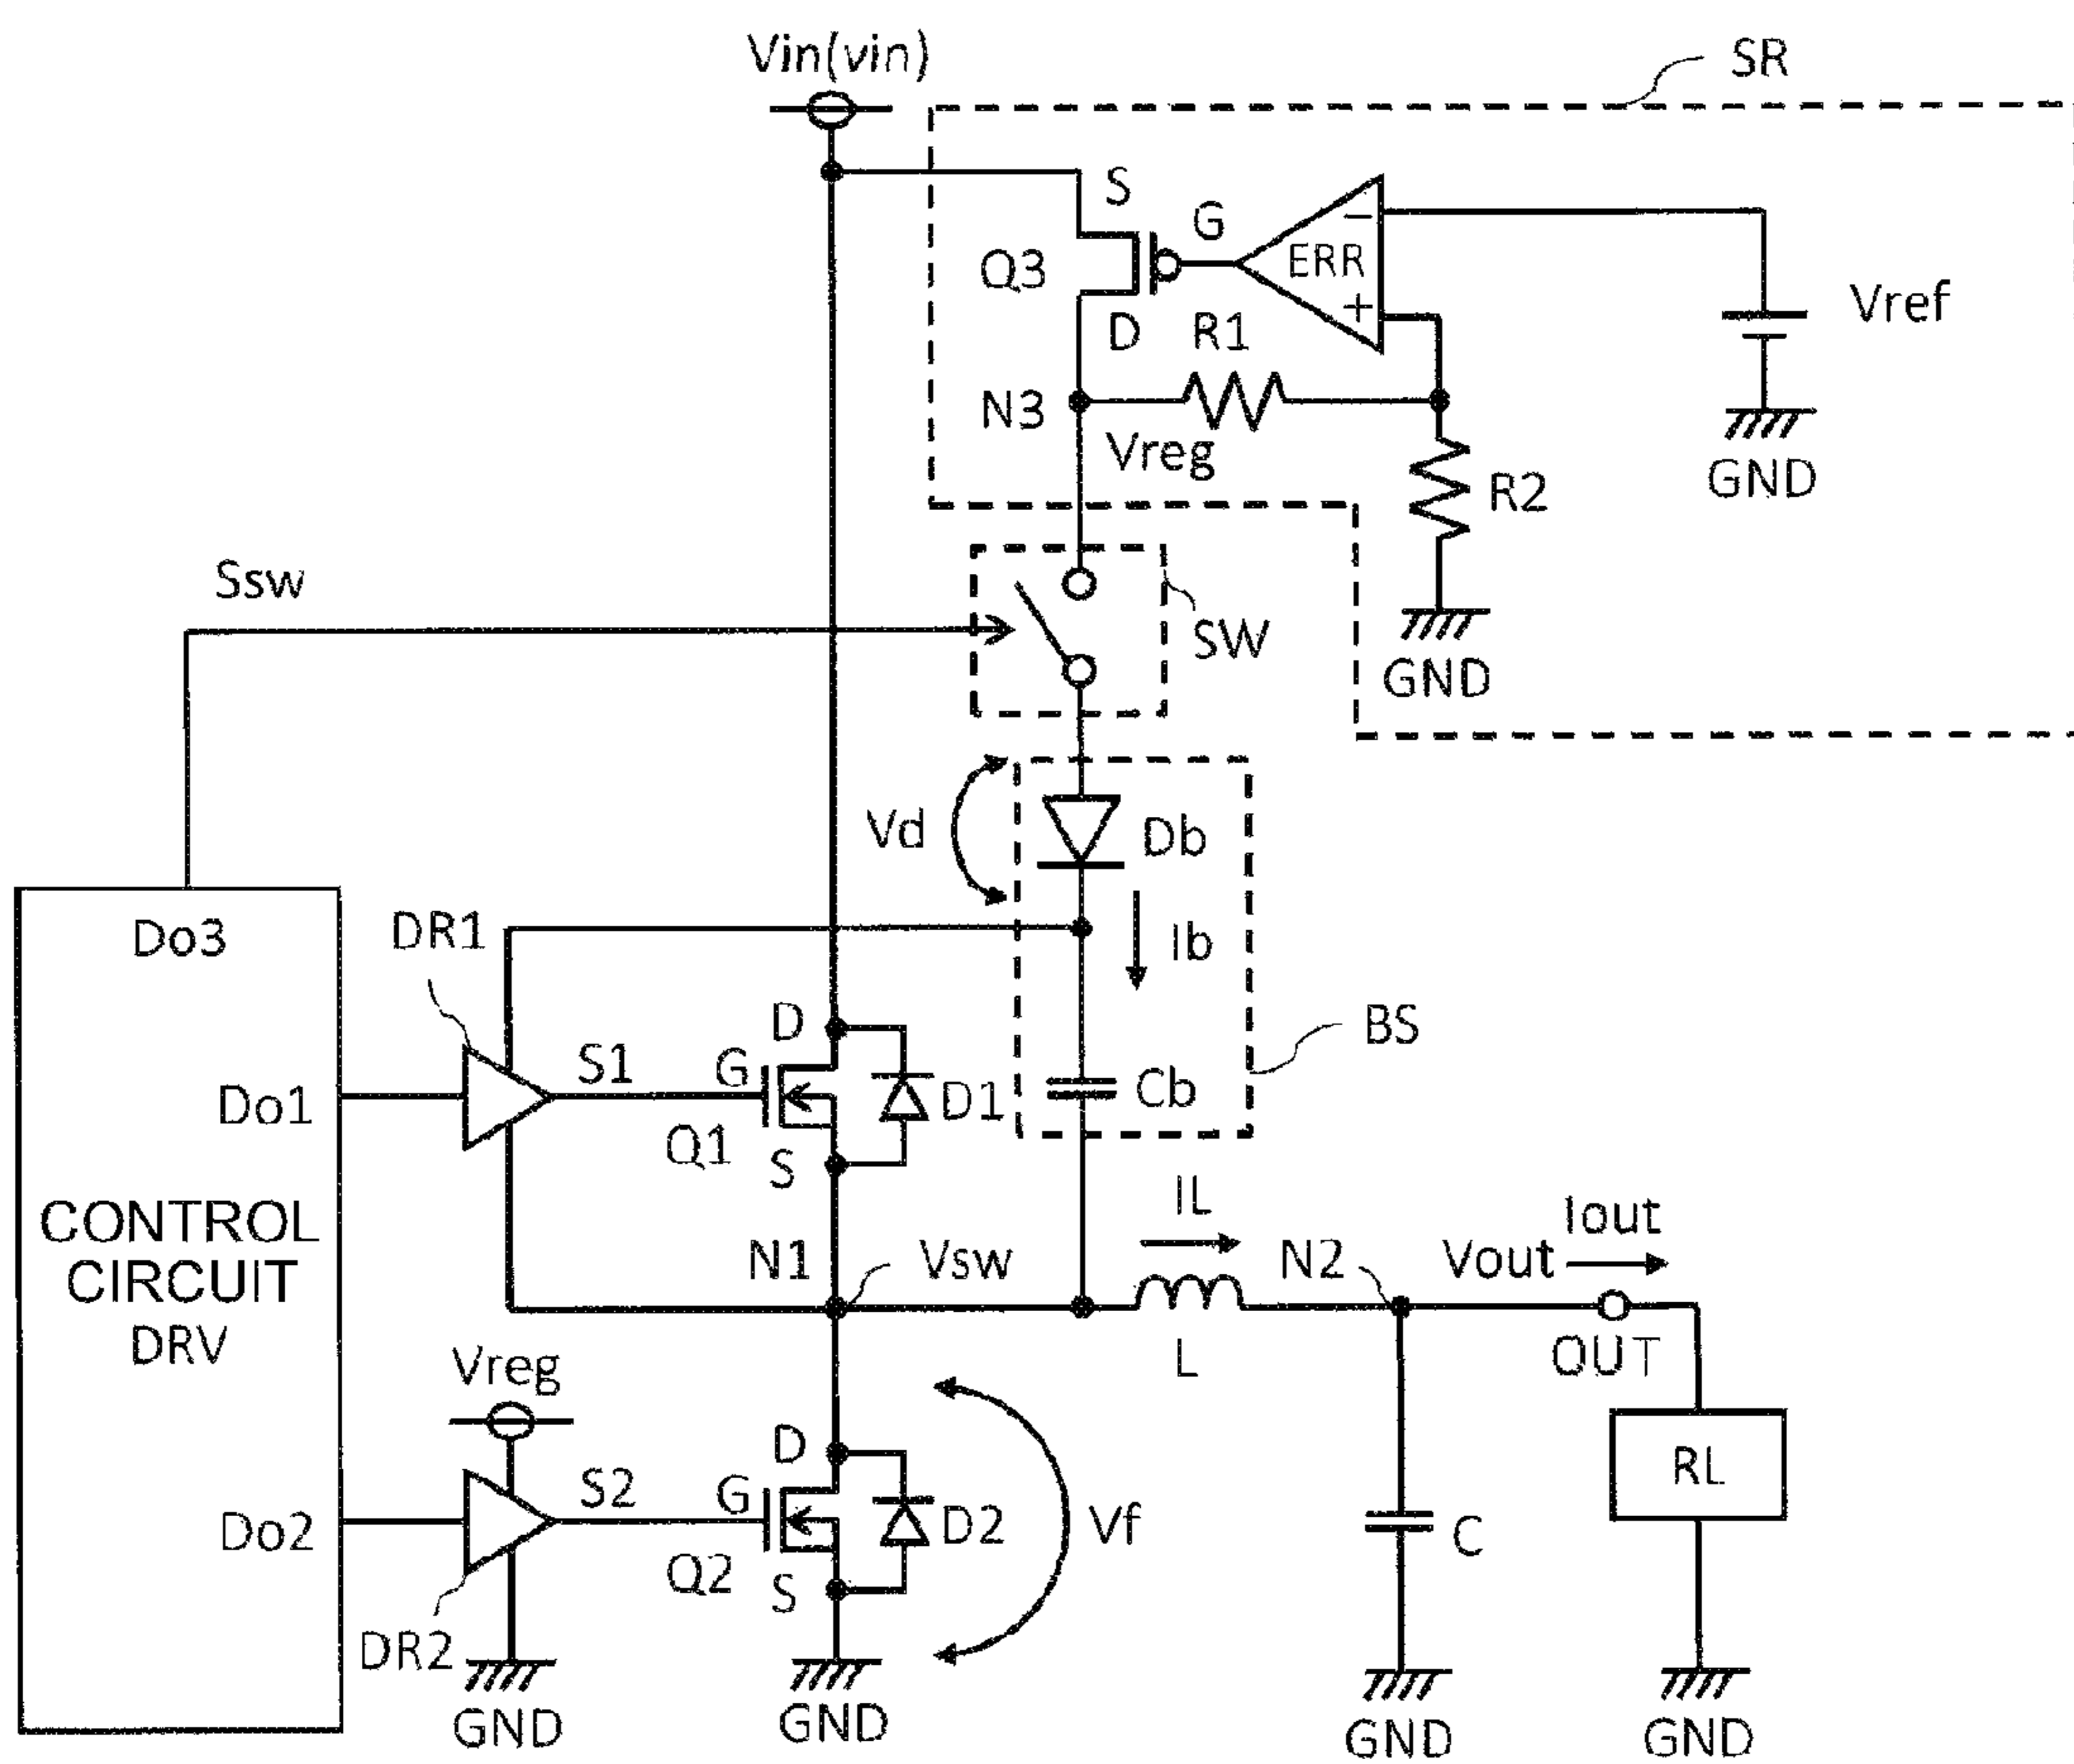 Vin(vin)
SR
S
G
Q3
ERR
−
+
D
R1
Vref
N3
Vreg
GND
R2
Ssw
SW
GND
Vd
Db
Do3
DR1
Ib
BS
D
G
S1
D1
Cb
Do1
Q1
S
CONTROL
CIRCUIT
DRV
IL
Iout
N1
Vsw
N2
Vout
L
OUT
Vreg
D
G
S2
D2
Vf
RL
Do2
Q2
S
C
DR2
GND
GND
GND
GND